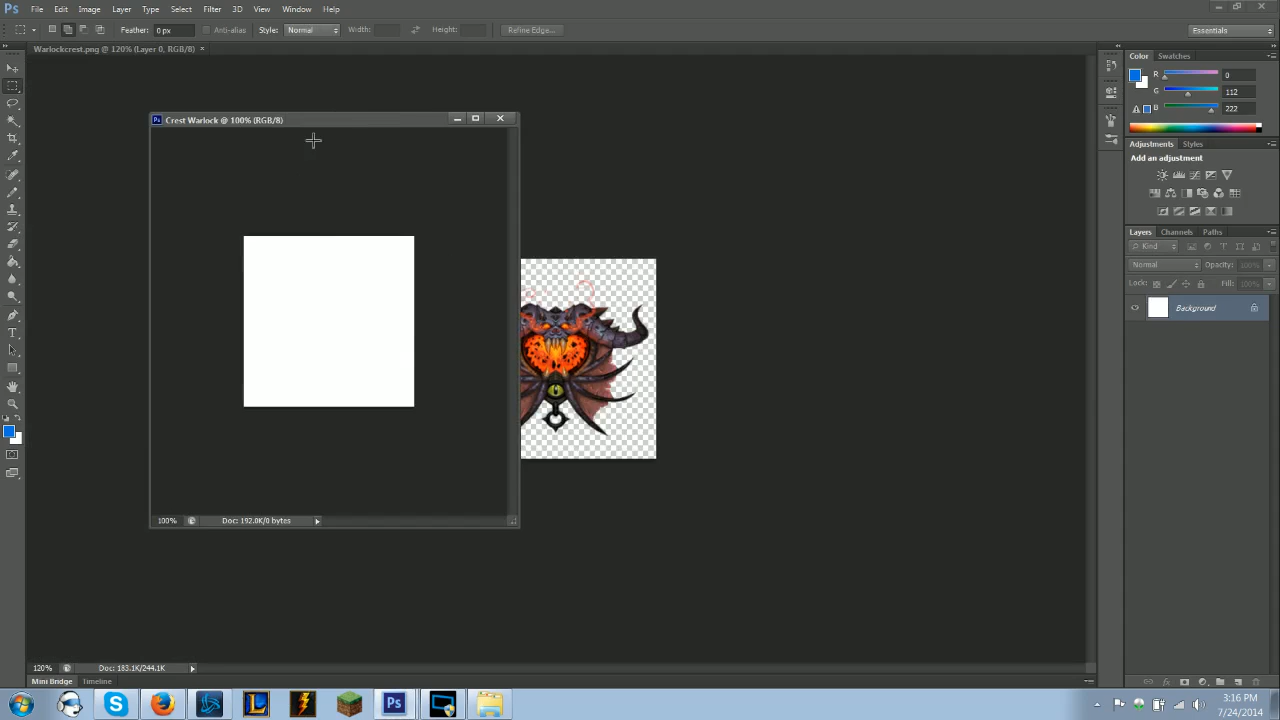 Ps File Edit Image Layer Type Select Filter 3D View Window Help
Feather: 0 px Anti-alias Style: Normal Width: Height: Refine Edge... Essentials
Warlockcrest.png @ 120% (Layer 0, RGB/8) ×
Color Swatches
R 0
G 112
B 222
Ps Crest Warlock @ 100% (RGB/8)
Adjustments Styles
Add an adjustment
Layers Channels Paths
Kind
Normal Opacity: 100%
Lock: Fill: 100%
Background
100% Doc: 192.0K/0 bytes
120% Doc: 183.1K/244.1K
Mini Bridge Timeline
Ps
3:16 PM
7/24/2014